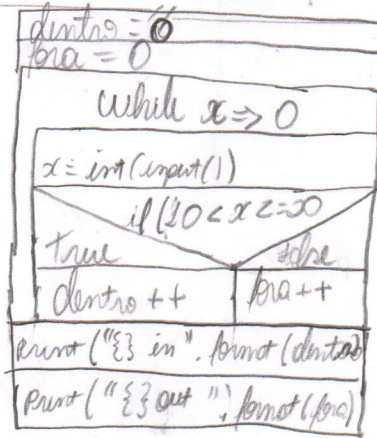 dentro = 0
fora = 0
while x => 0
x = int(input())
if (10 < x <= 20
true
false
dentro ++
fora ++
print ("{} in". format (dentro)
print ("{} out ") format (fora)